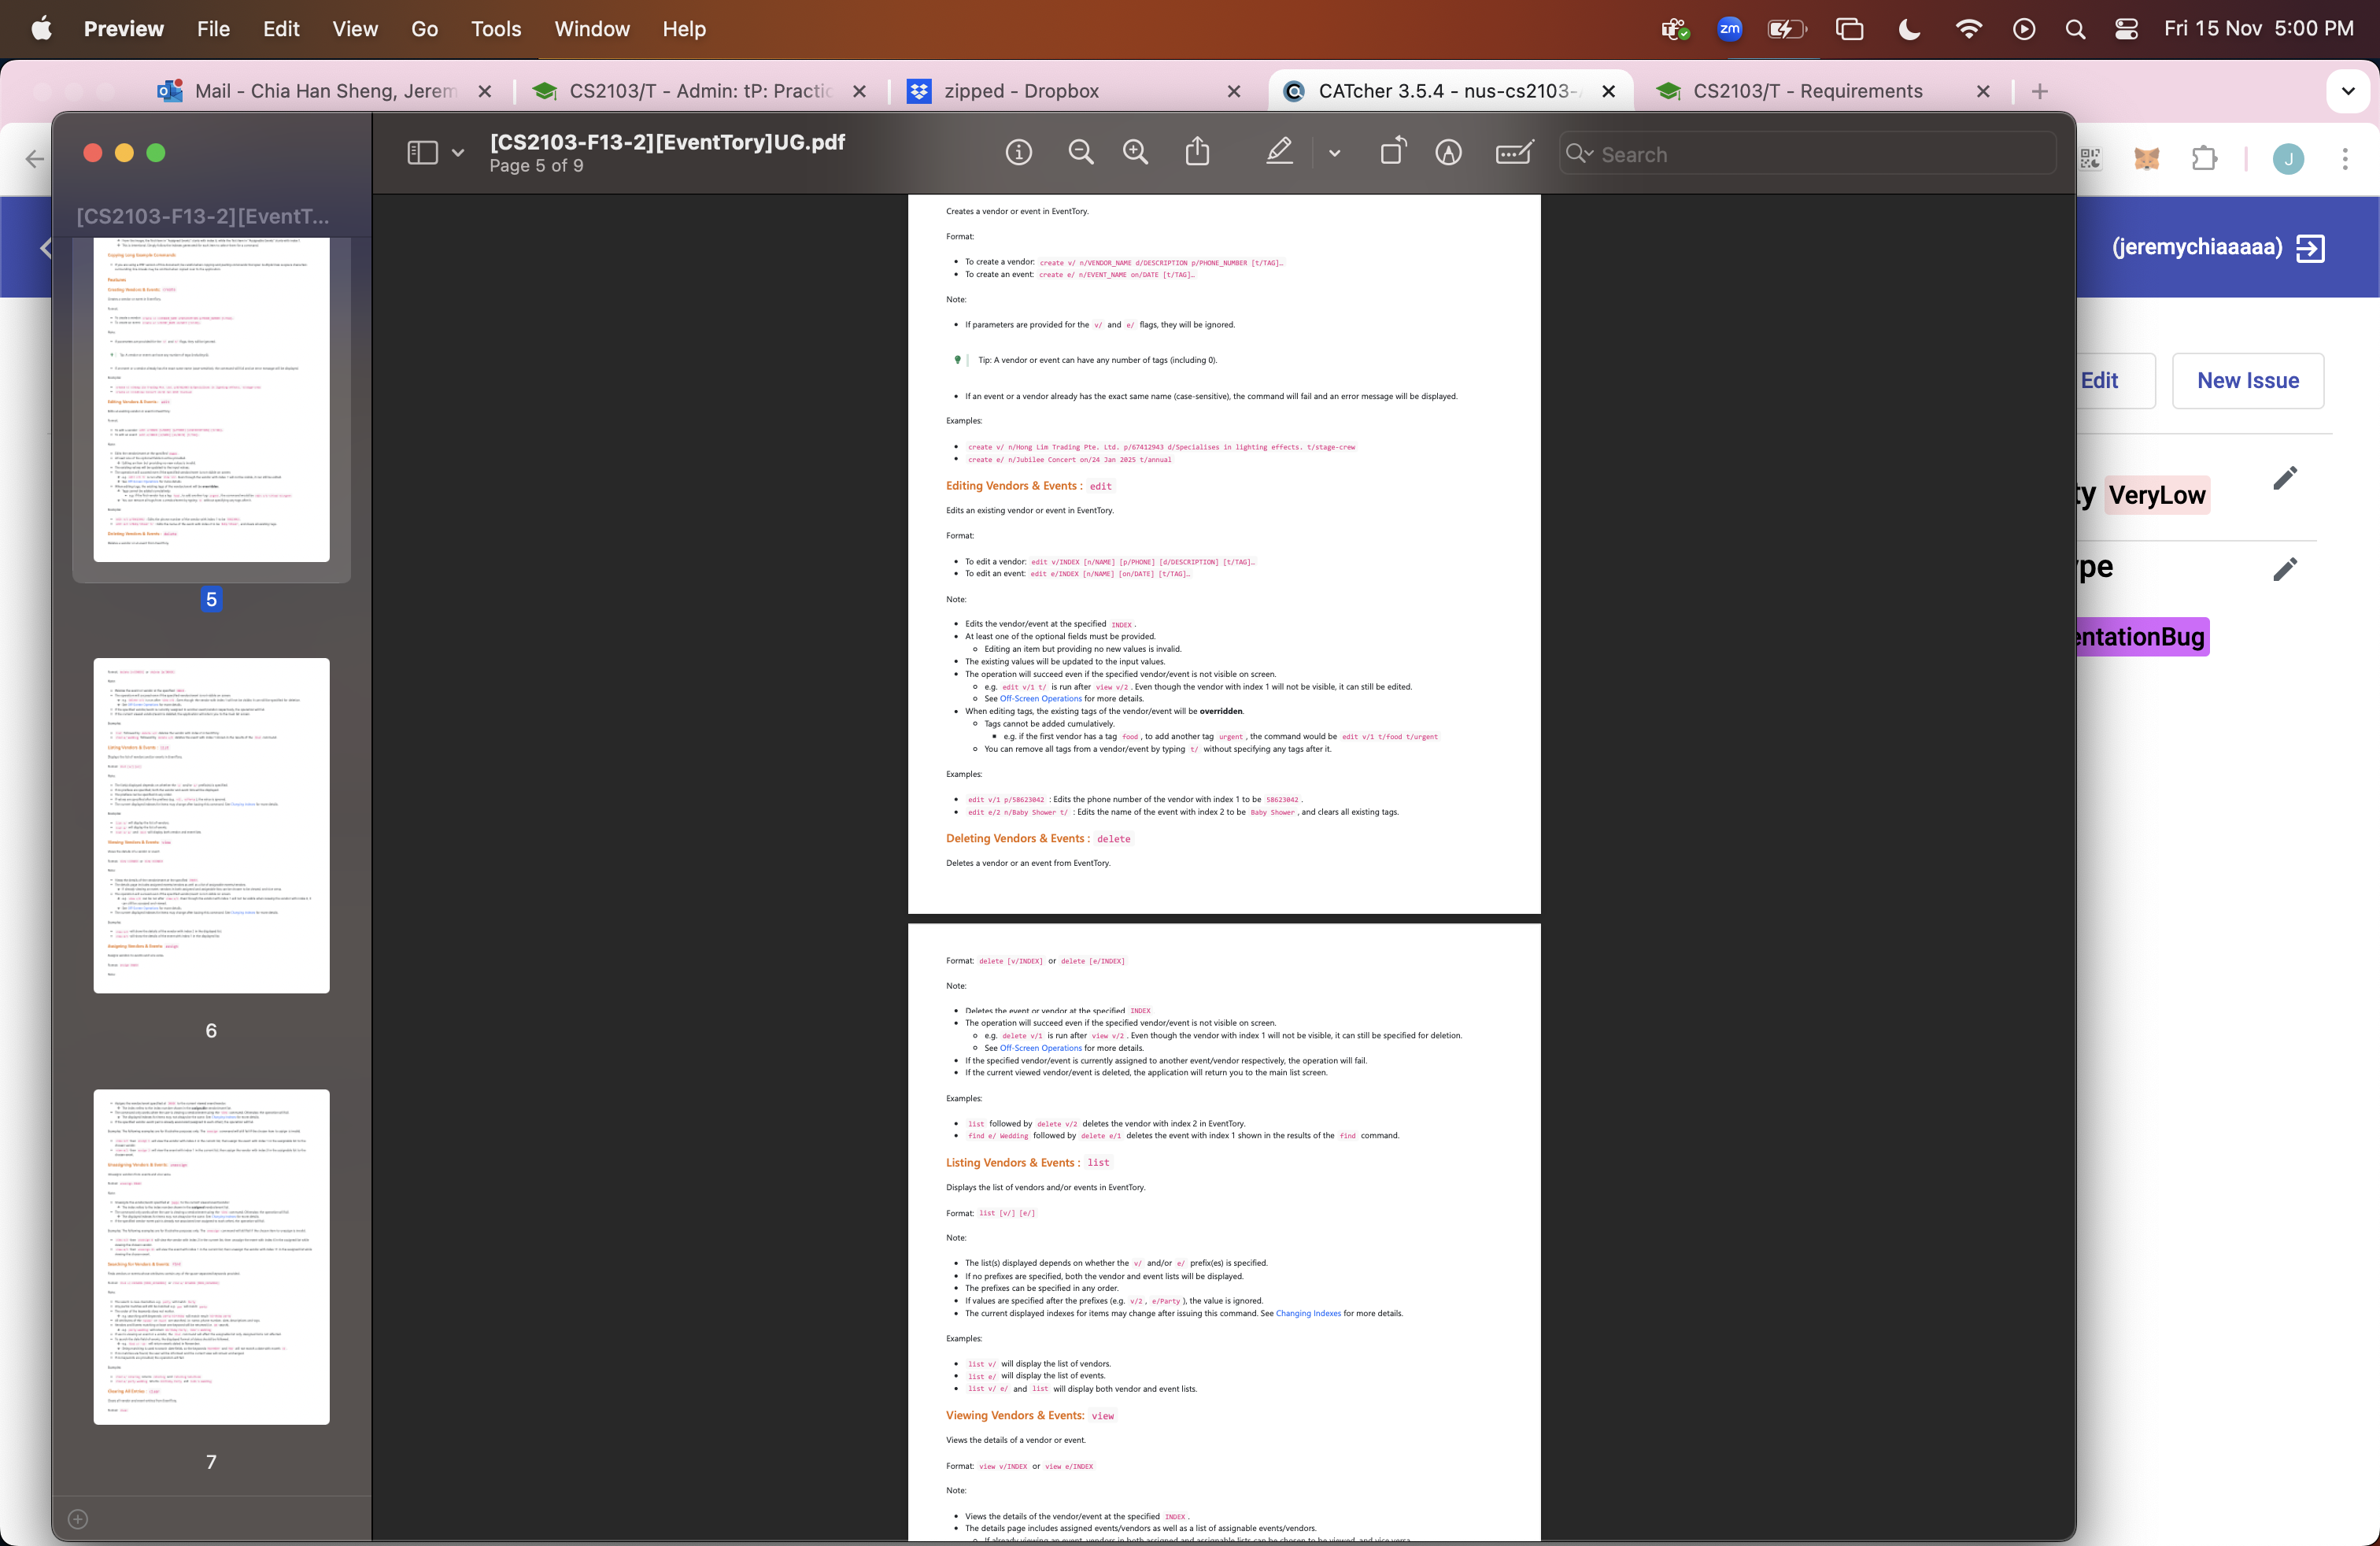 Preview File Edit View Go Tools Window Help
zm
Fri 15 Nov 5:00 PM
Mail - Chia Han Sheng, Jerem
CS2103/T - Admin: tP: Practic
zipped - Dropbox
CATcher 3.5.4 - nus-cs2103-
CS2103/T - Requirements
[CS2103-F13-2][EventTory]UG.pdf
Page 5 of 9
Search
J
[CS2103-F13-2][EventT...
5
6
7
(jeremychiaaaaa)
Edit
New Issue
ty VeryLow
ype
entationBug
Creates a vendor or event in EventTory.
Format:
• To create a vendor: create v/ n/VENDOR_NAME d/DESCRIPTION p/PHONE_NUMBER [t/TAG]…
• To create an event: create e/ n/EVENT_NAME on/DATE [t/TAG]…
Note:
• If parameters are provided for the v/ and e/ flags, they will be ignored.
Tip: A vendor or event can have any number of tags (including 0).
• If an event or a vendor already has the exact same name (case-sensitive), the command will fail and an error message will be displayed.
Examples:
• create v/ n/Hong Lim Trading Pte. Ltd. p/67412943 d/Specialises in lighting effects. t/stage-crew
• create e/ n/Jubilee Concert on/24 Jan 2025 t/annual
Editing Vendors & Events : edit
Edits an existing vendor or event in EventTory.
Format:
• To edit a vendor: edit v/INDEX [n/NAME] [p/PHONE] [d/DESCRIPTION] [t/TAG]…
• To edit an event: edit e/INDEX [n/NAME] [on/DATE] [t/TAG]…
Note:
• Edits the vendor/event at the specified INDEX.
• At least one of the optional fields must be provided.
Editing an item but providing no new values is invalid.
• The existing values will be updated to the input values.
• The operation will succeed even if the specified vendor/event is not visible on screen.
e.g. edit v/1 t/ is run after view v/2. Even though the vendor with index 1 will not be visible, it can still be edited.
See Off-Screen Operations for more details.
• When editing tags, the existing tags of the vendor/event will be overridden.
Tags cannot be added cumulatively.
e.g. if the first vendor has a tag food, to add another tag urgent, the command would be edit v/1 t/food t/urgent
You can remove all tags from a vendor/event by typing t/ without specifying any tags after it.
Examples:
• edit v/1 p/58623042 : Edits the phone number of the vendor with index 1 to be 58623042.
• edit e/2 n/Baby Shower t/ : Edits the name of the event with index 2 to be Baby Shower, and clears all existing tags.
Deleting Vendors & Events : delete
Deletes a vendor or an event from EventTory.
Format: delete [v/INDEX] or delete [e/INDEX]
Note:
• Deletes the event or vendor at the specified INDEX
• The operation will succeed even if the specified vendor/event is not visible on screen.
e.g. delete v/1 is run after view v/2. Even though the vendor with index 1 will not be visible, it can still be specified for deletion.
See Off-Screen Operations for more details.
• If the specified vendor/event is currently assigned to another event/vendor respectively, the operation will fail.
• If the current viewed vendor/event is deleted, the application will return you to the main list screen.
Examples:
• list followed by delete v/2 deletes the vendor with index 2 in EventTory.
• find e/ Wedding followed by delete e/1 deletes the event with index 1 shown in the results of the find command.
Listing Vendors & Events : list
Displays the list of vendors and/or events in EventTory.
Format: list [v/] [e/]
Note:
• The list(s) displayed depends on whether the v/ and/or e/ prefix(es) is specified.
• If no prefixes are specified, both the vendor and event lists will be displayed.
• The prefixes can be specified in any order.
• If values are specified after the prefixes (e.g. v/2, e/Party), the value is ignored.
• The current displayed indexes for items may change after issuing this command. See Changing Indexes for more details.
Examples:
• list v/ will display the list of vendors.
• list e/ will display the list of events.
• list v/ e/ and list will display both vendor and event lists.
Viewing Vendors & Events: view
Views the details of a vendor or event.
Format: view v/INDEX or view e/INDEX
Note:
• Views the details of the vendor/event at the specified INDEX.
• The details page includes assigned events/vendors as well as a list of assignable events/vendors.
If already viewing an event, vendors in both assigned and assignable lists can be chosen to be viewed, and vice versa.